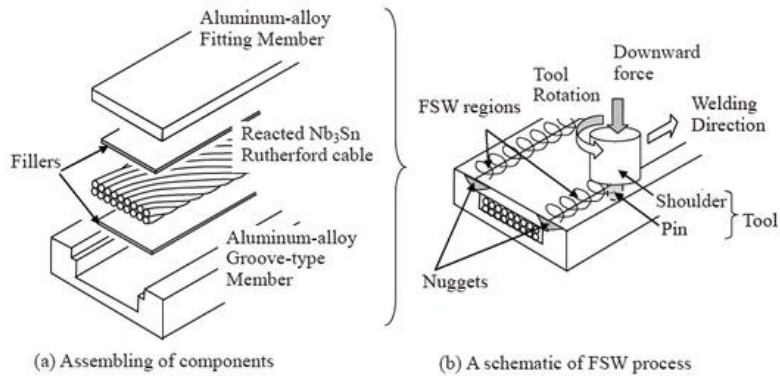 Aluminum-alloy
Fitting Member
Fillers
Reacted Nb₃Sn
Rutherford cable
Aluminum-alloy
Groove-type
Member
(a) Assembling of components
Downward
force
Tool
Rotation
FSW regions
Welding
Direction
Shoulder
Pin
Tool
Nuggets
(b) A schematic of FSW process